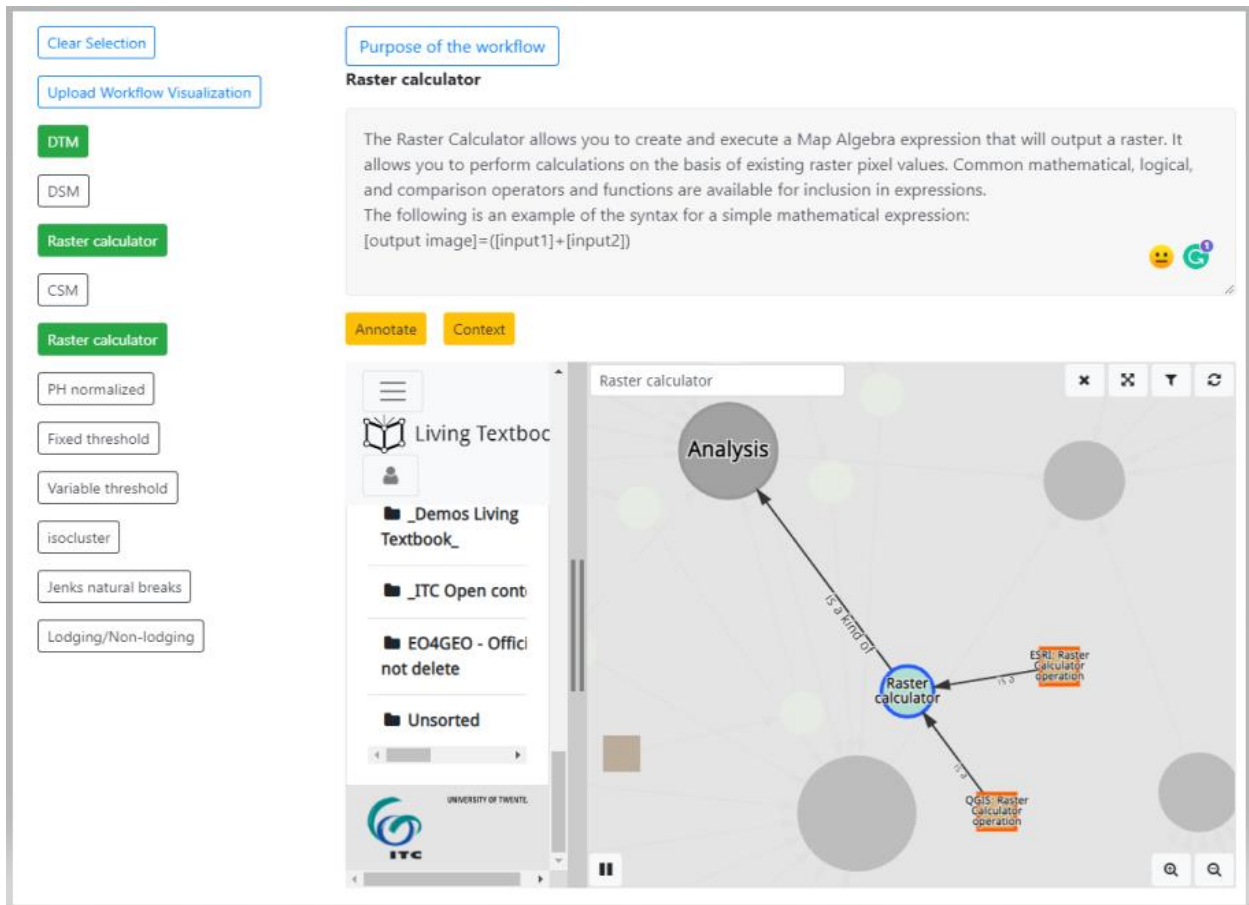 Clear Selection
Upload Workflow Visualization
DTM
DSM
Raster calculator
CSM
Raster calculator
PH normalized
Fixed threshold
Variable threshold
isocluster
Jenks natural breaks
Lodging/Non-lodging
Purpose of the workflow
Raster calculator
The Raster Calculator allows you to create and execute a Map Algebra expression that will output a raster. It
allows you to perform calculations on the basis of existing raster pixel values. Common mathematical, logical,
and comparison operators and functions are available for inclusion in expressions.
The following is an example of the syntax for a simple mathematical expression:
[output image]=([input1]+[input2])
1
Annotate
Context
Living Textboo
_Demos Living
Textbook_
_ITC Open cont
EO4GEO - Offici
not delete
Unsorted
UNIVERSITY OF TWENTE.
ITC
Raster calculator
Analysis
is a kind of
Raster
calculator
is a
ESRI: Raster
Calculator
operation
is a
QGIS: Raster
Calculator
operation